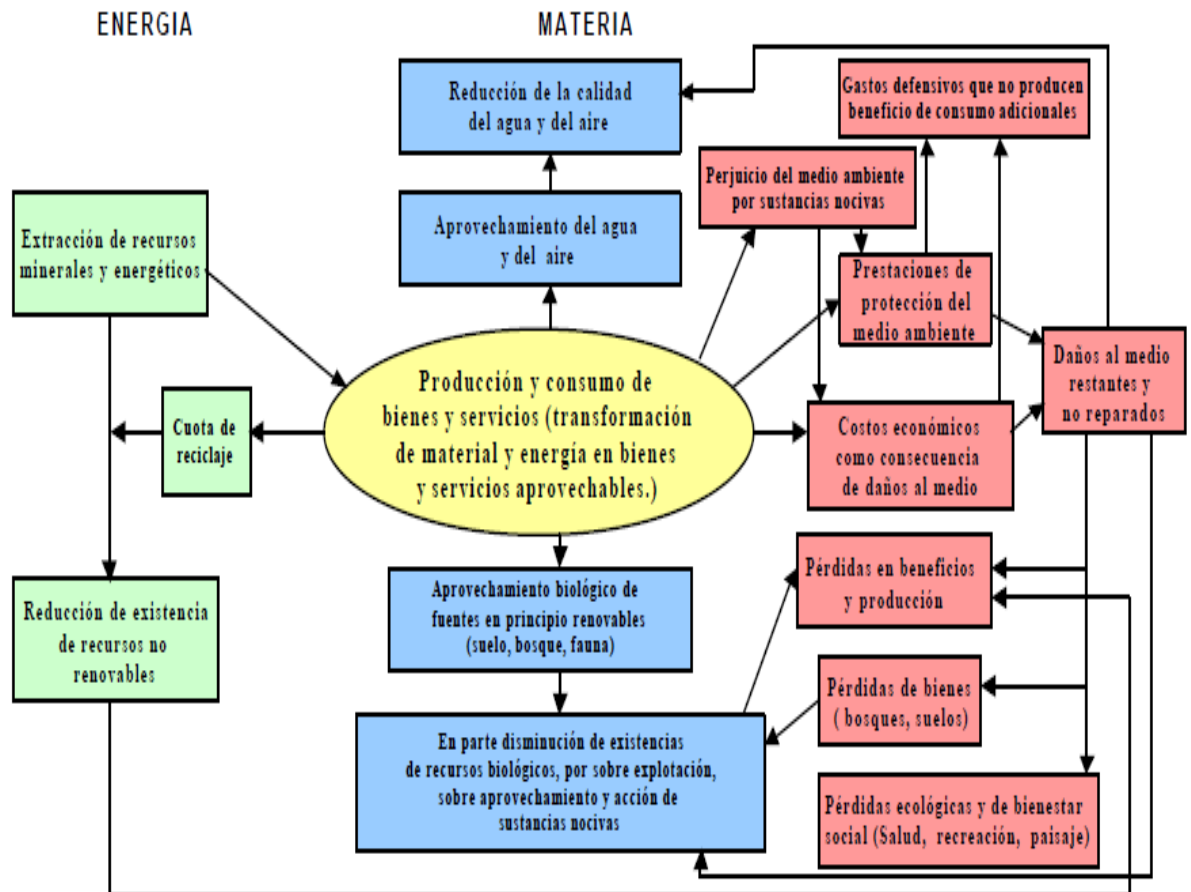 ENERGIA
MATERIA
Reducción de la calidad
del agua y del aire
Gastos defensivos que no producen
beneficio de consumo adicionales
Perjuicio del medio ambiente
por sustancias nocivas
Extracción de recursos
minerales y energéticos
Aprovechamiento del agua
y del aire
Prestaciones de
protección del
medio ambiente
Daños al medio
restantes y
no reparados
Cuota de
reciclaje
Producción y consumo de
bienes y servicios (transformación
de material y energía en bienes
y servicios aprovechables.)
Costos económicos
como consecuencia
de daños al medio
Reducción de existencia
de recursos no
renovables
Aprovechamiento biológico de
fuentes en principio renovables
(suelo, bosque, fauna)
Pérdidas en beneficios
y producción
Pérdidas de bienes
( bosques, suelos)
En parte disminución de existencias
de recursos biológicos, por sobre explotación,
sobre aprovechamiento y acción de
sustancias nocivas
Pérdidas ecológicas y de bienestar
social (Salud, recreación, paisaje)